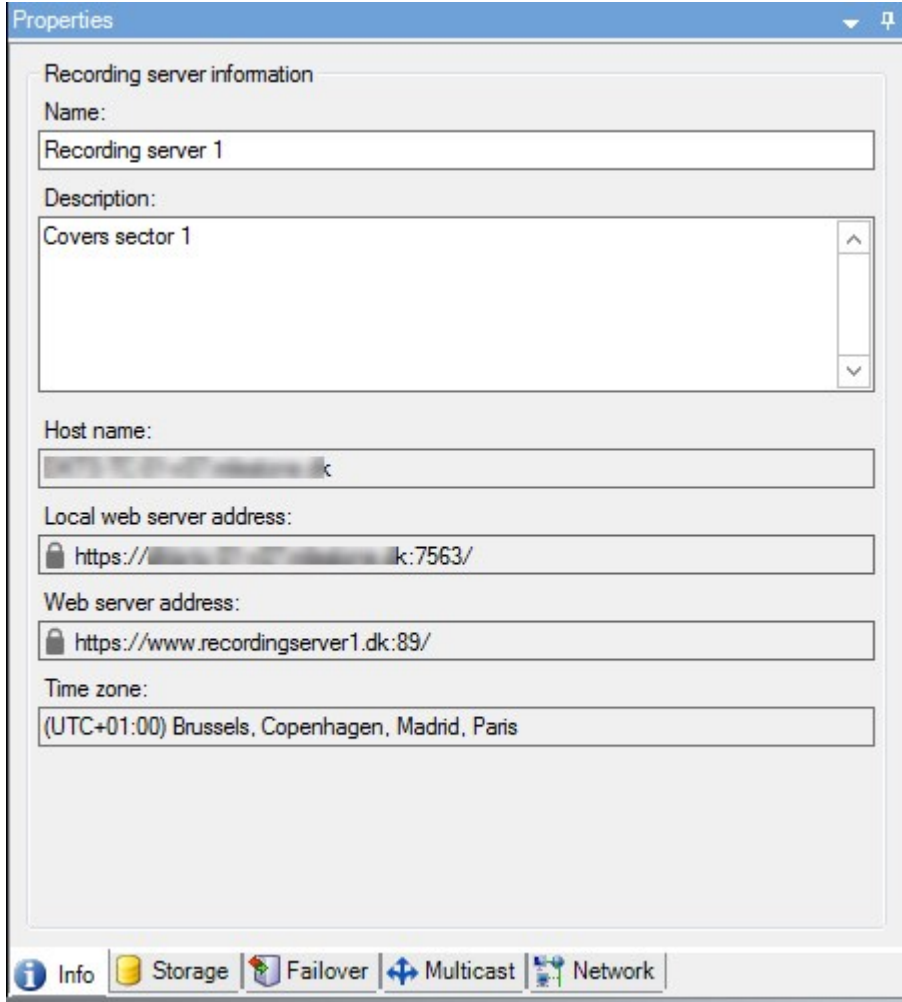 Properties
Recording server information
Name:
Recording server 1
Description:
Covers sector 1
Host name:
Local web server address:
https:// k:7563/
Web server address:
https://www.recordingserver1.dk:89/
Time zone:
(UTC+01:00) Brussels, Copenhagen, Madrid, Paris
Info Storage Failover Multicast Network